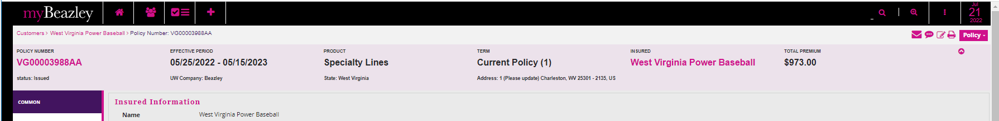 myBeazley
Jul
21
2022
Customers > West Virginia Power Baseball > Policy Number: VG00003988AA
Policy
POLICY NUMBER EFFECTIVE PERIOD PRODUCT TERM INSURED TOTAL PREMIUM
VG00003988AA 05/25/2022 - 05/15/2023 Specialty Lines Current Policy (1) West Virginia Power Baseball $973.00
status: Issued UW Company: Beazley State: West Virginia Address: 1 (Please update) Charleston, WV 25301 - 2135, US
COMMON
Insured Information
Name West Virginia Power Baseball